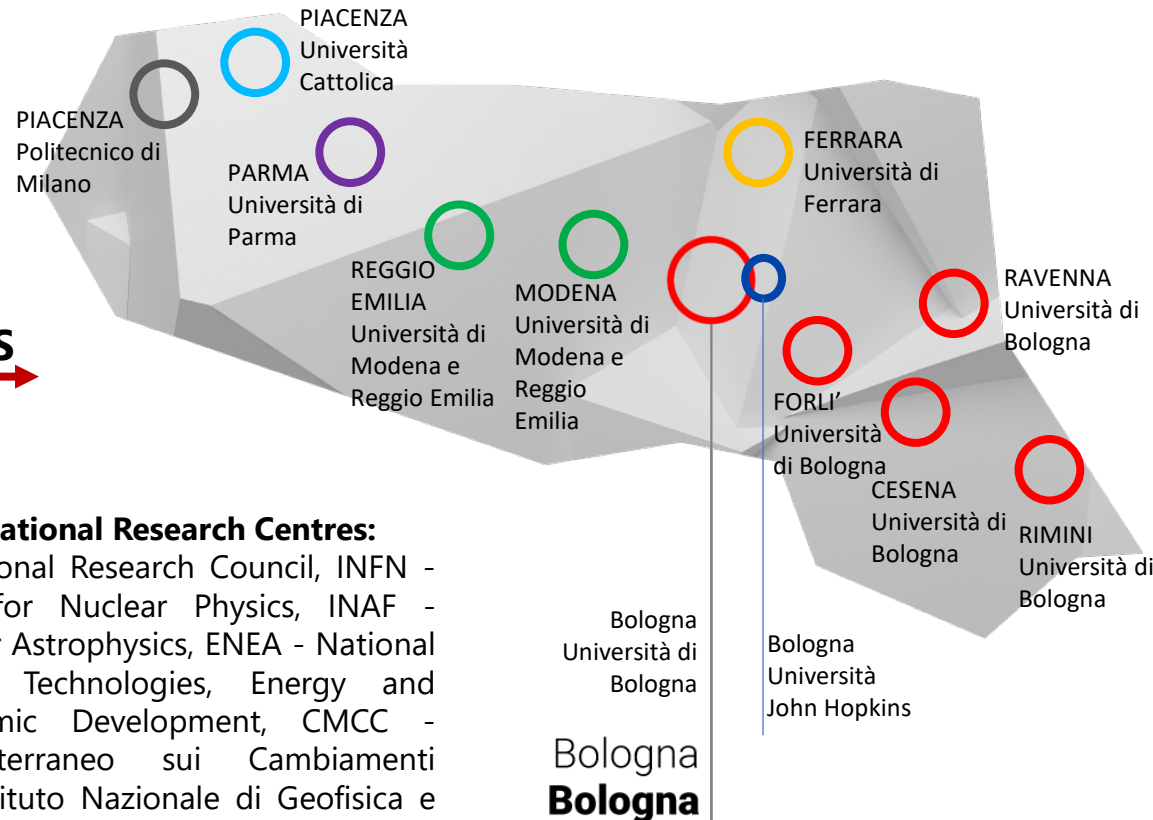 PIACENZA
Università
Cattolica
PIACENZA
Politecnico di
Milano
PARMA
Università di
Parma
FERRARA
Università di
Ferrara
REGGIO
EMILIA
Università di
Modena e
Reggio Emilia
MODENA
Università di
Modena e
Reggio
Emilia
RAVENNA
Università di
Bologna
FORLI’
Università
di Bologna
CESENA
Università di
Bologna
RIMINI
Università di
Bologna
S
ational Research Centres:
onal Research Council, INFN -
for Nuclear Physics, INAF -
Astrophysics, ENEA - National
Technologies, Energy and
mic Development, CMCC -
terraneo sui Cambiamenti
tituto Nazionale di Geofisica e
Bologna
Università di
Bologna
Bologna
Università
John Hopkins
Bologna
Bologna